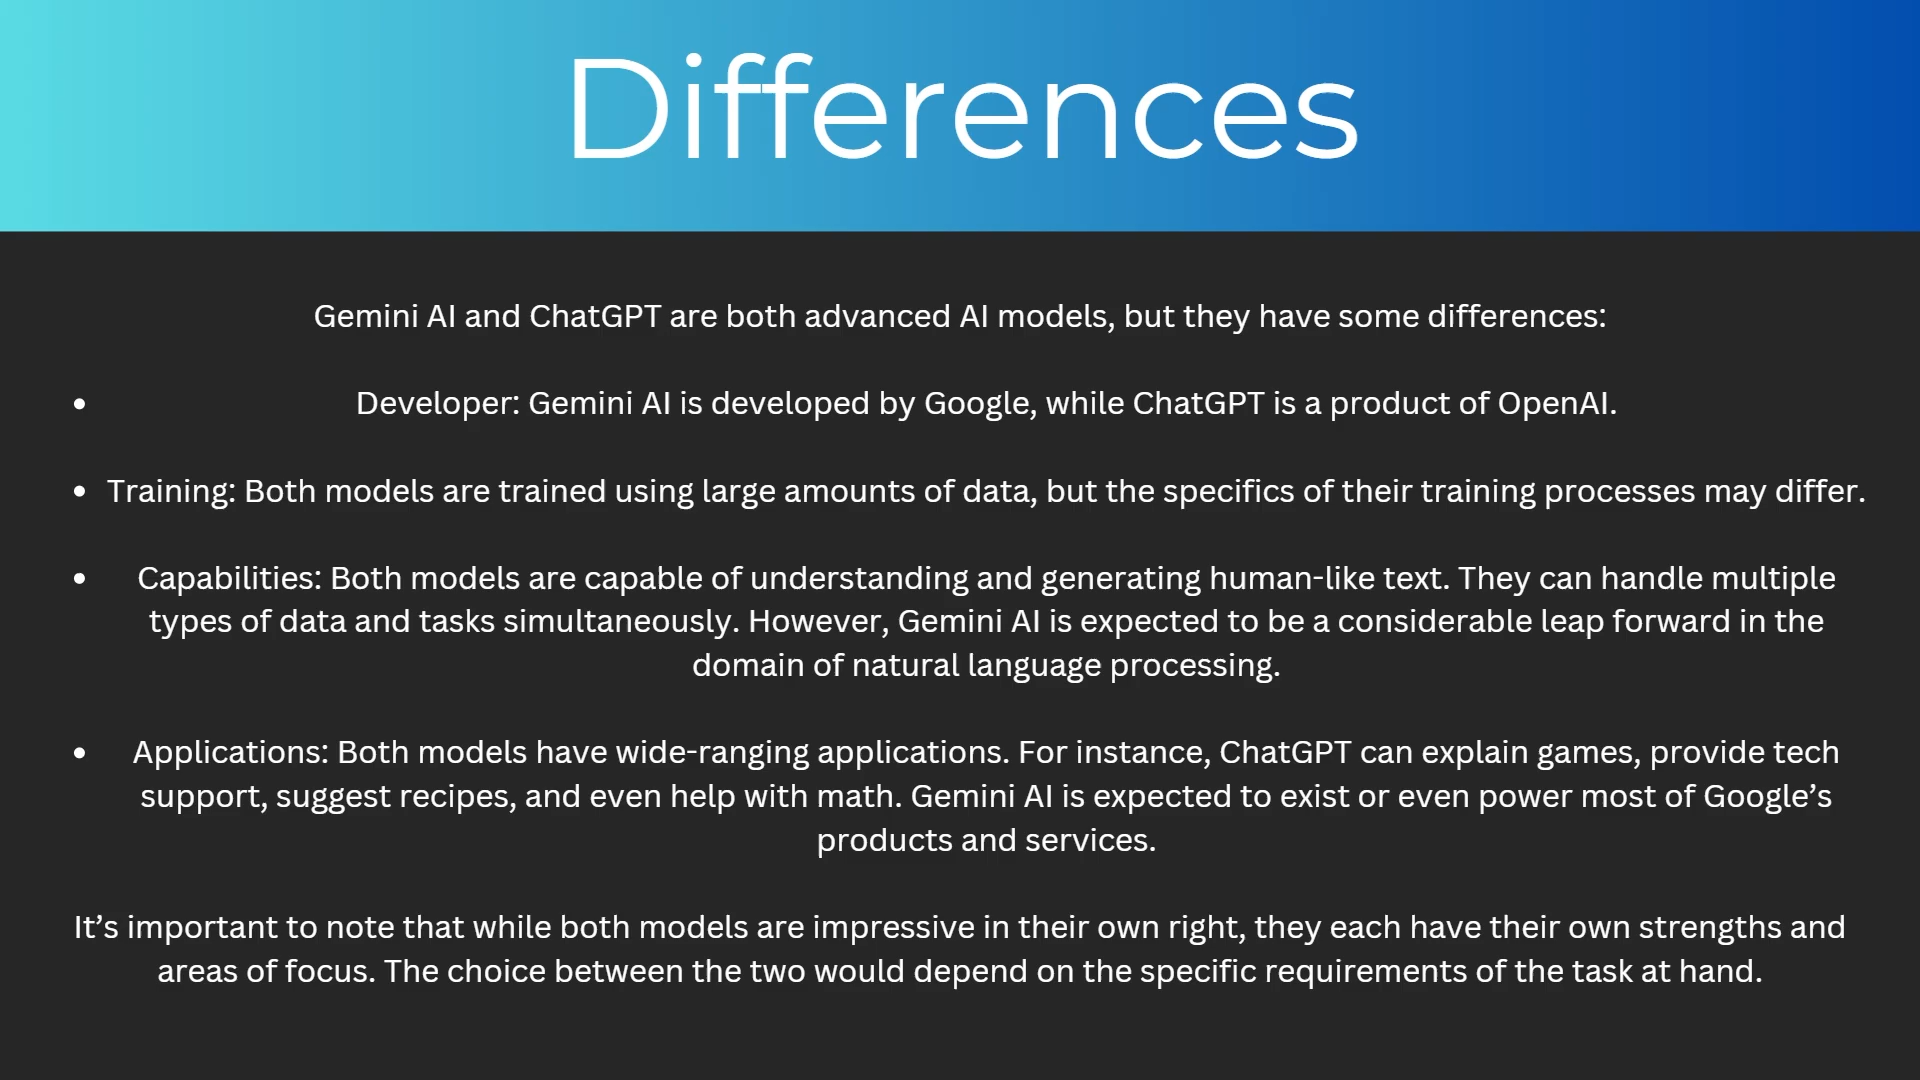 Differences
Gemini AI and ChatGPT are both advanced AI models, but they have some differences:
• Developer: Gemini AI is developed by Google, while ChatGPT is a product of OpenAI.
• Training: Both models are trained using large amounts of data, but the specifics of their training processes may differ.
• Capabilities: Both models are capable of understanding and generating human-like text. They can handle multiple
types of data and tasks simultaneously. However, Gemini AI is expected to be a considerable leap forward in the
domain of natural language processing.
• Applications: Both models have wide-ranging applications. For instance, ChatGPT can explain games, provide tech
support, suggest recipes, and even help with math. Gemini AI is expected to exist or even power most of Google’s
products and services.
It’s important to note that while both models are impressive in their own right, they each have their own strengths and
areas of focus. The choice between the two would depend on the specific requirements of the task at hand.